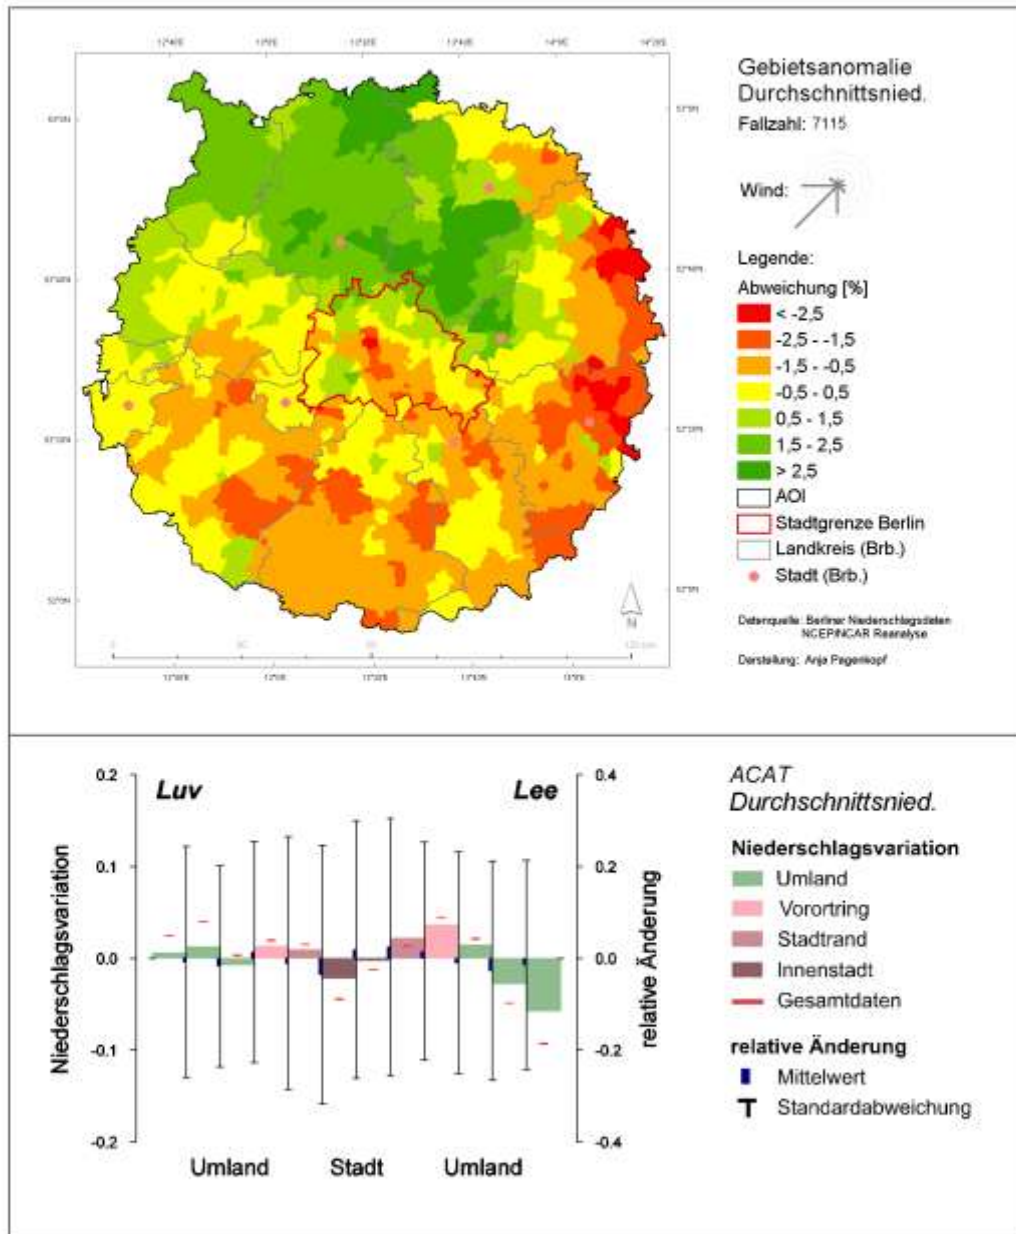 Gebietsanomalie
Durchschnittsnied.
Fallzahl: 7115
Wind:
Legende:
Abweichung [%]
< -2,5
-2,5 - -1,5
-1,5 - -0,5
-0,5 - 0,5
0,5 - 1,5
1,5 - 2,5
> 2,5
AOI
Stadtgrenze Berlin
Landkreis (Brb.)
Stadt (Brb.)
N
Datenquelle: Berliner Niederschlagsdaten
NCEP/NCAR Reanalyse
Darstellung: Anja Pagenkopf
0.2
0.1
0.0
-0.1
-0.2
Niederschlagsvariation
Luv
Lee
0.4
0.2
0.0
-0.2
-0.4
relative Änderung
Umland
Stadt
Umland
ACAT
Durchschnittsnied.
Niederschlagsvariation
Umland
Vorortring
Stadtrand
Innenstadt
Gesamtdaten
relative Änderung
Mittelwert
Standardabweichung